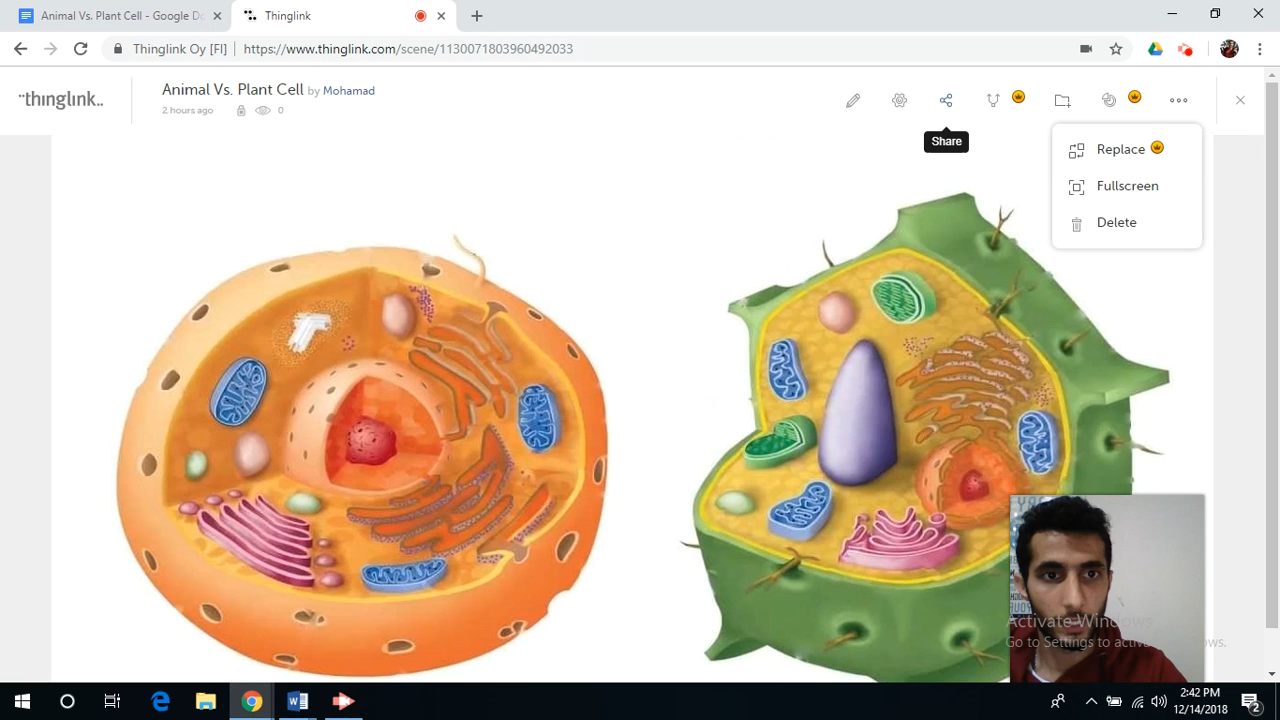 Animal Vs. Plant Cell - Google Do
Thinglink
Thinglink Oy [FI]
https://www.thinglink.com/scene/1130071803960492033
¨thinglink..
Animal Vs. Plant Cell by Mohamad
2 hours ago 0
Share
Replace
Fullscreen
Delete
Activate Windows
Go to Settings to activate Windows.
2:42 PM
12/14/2018
2